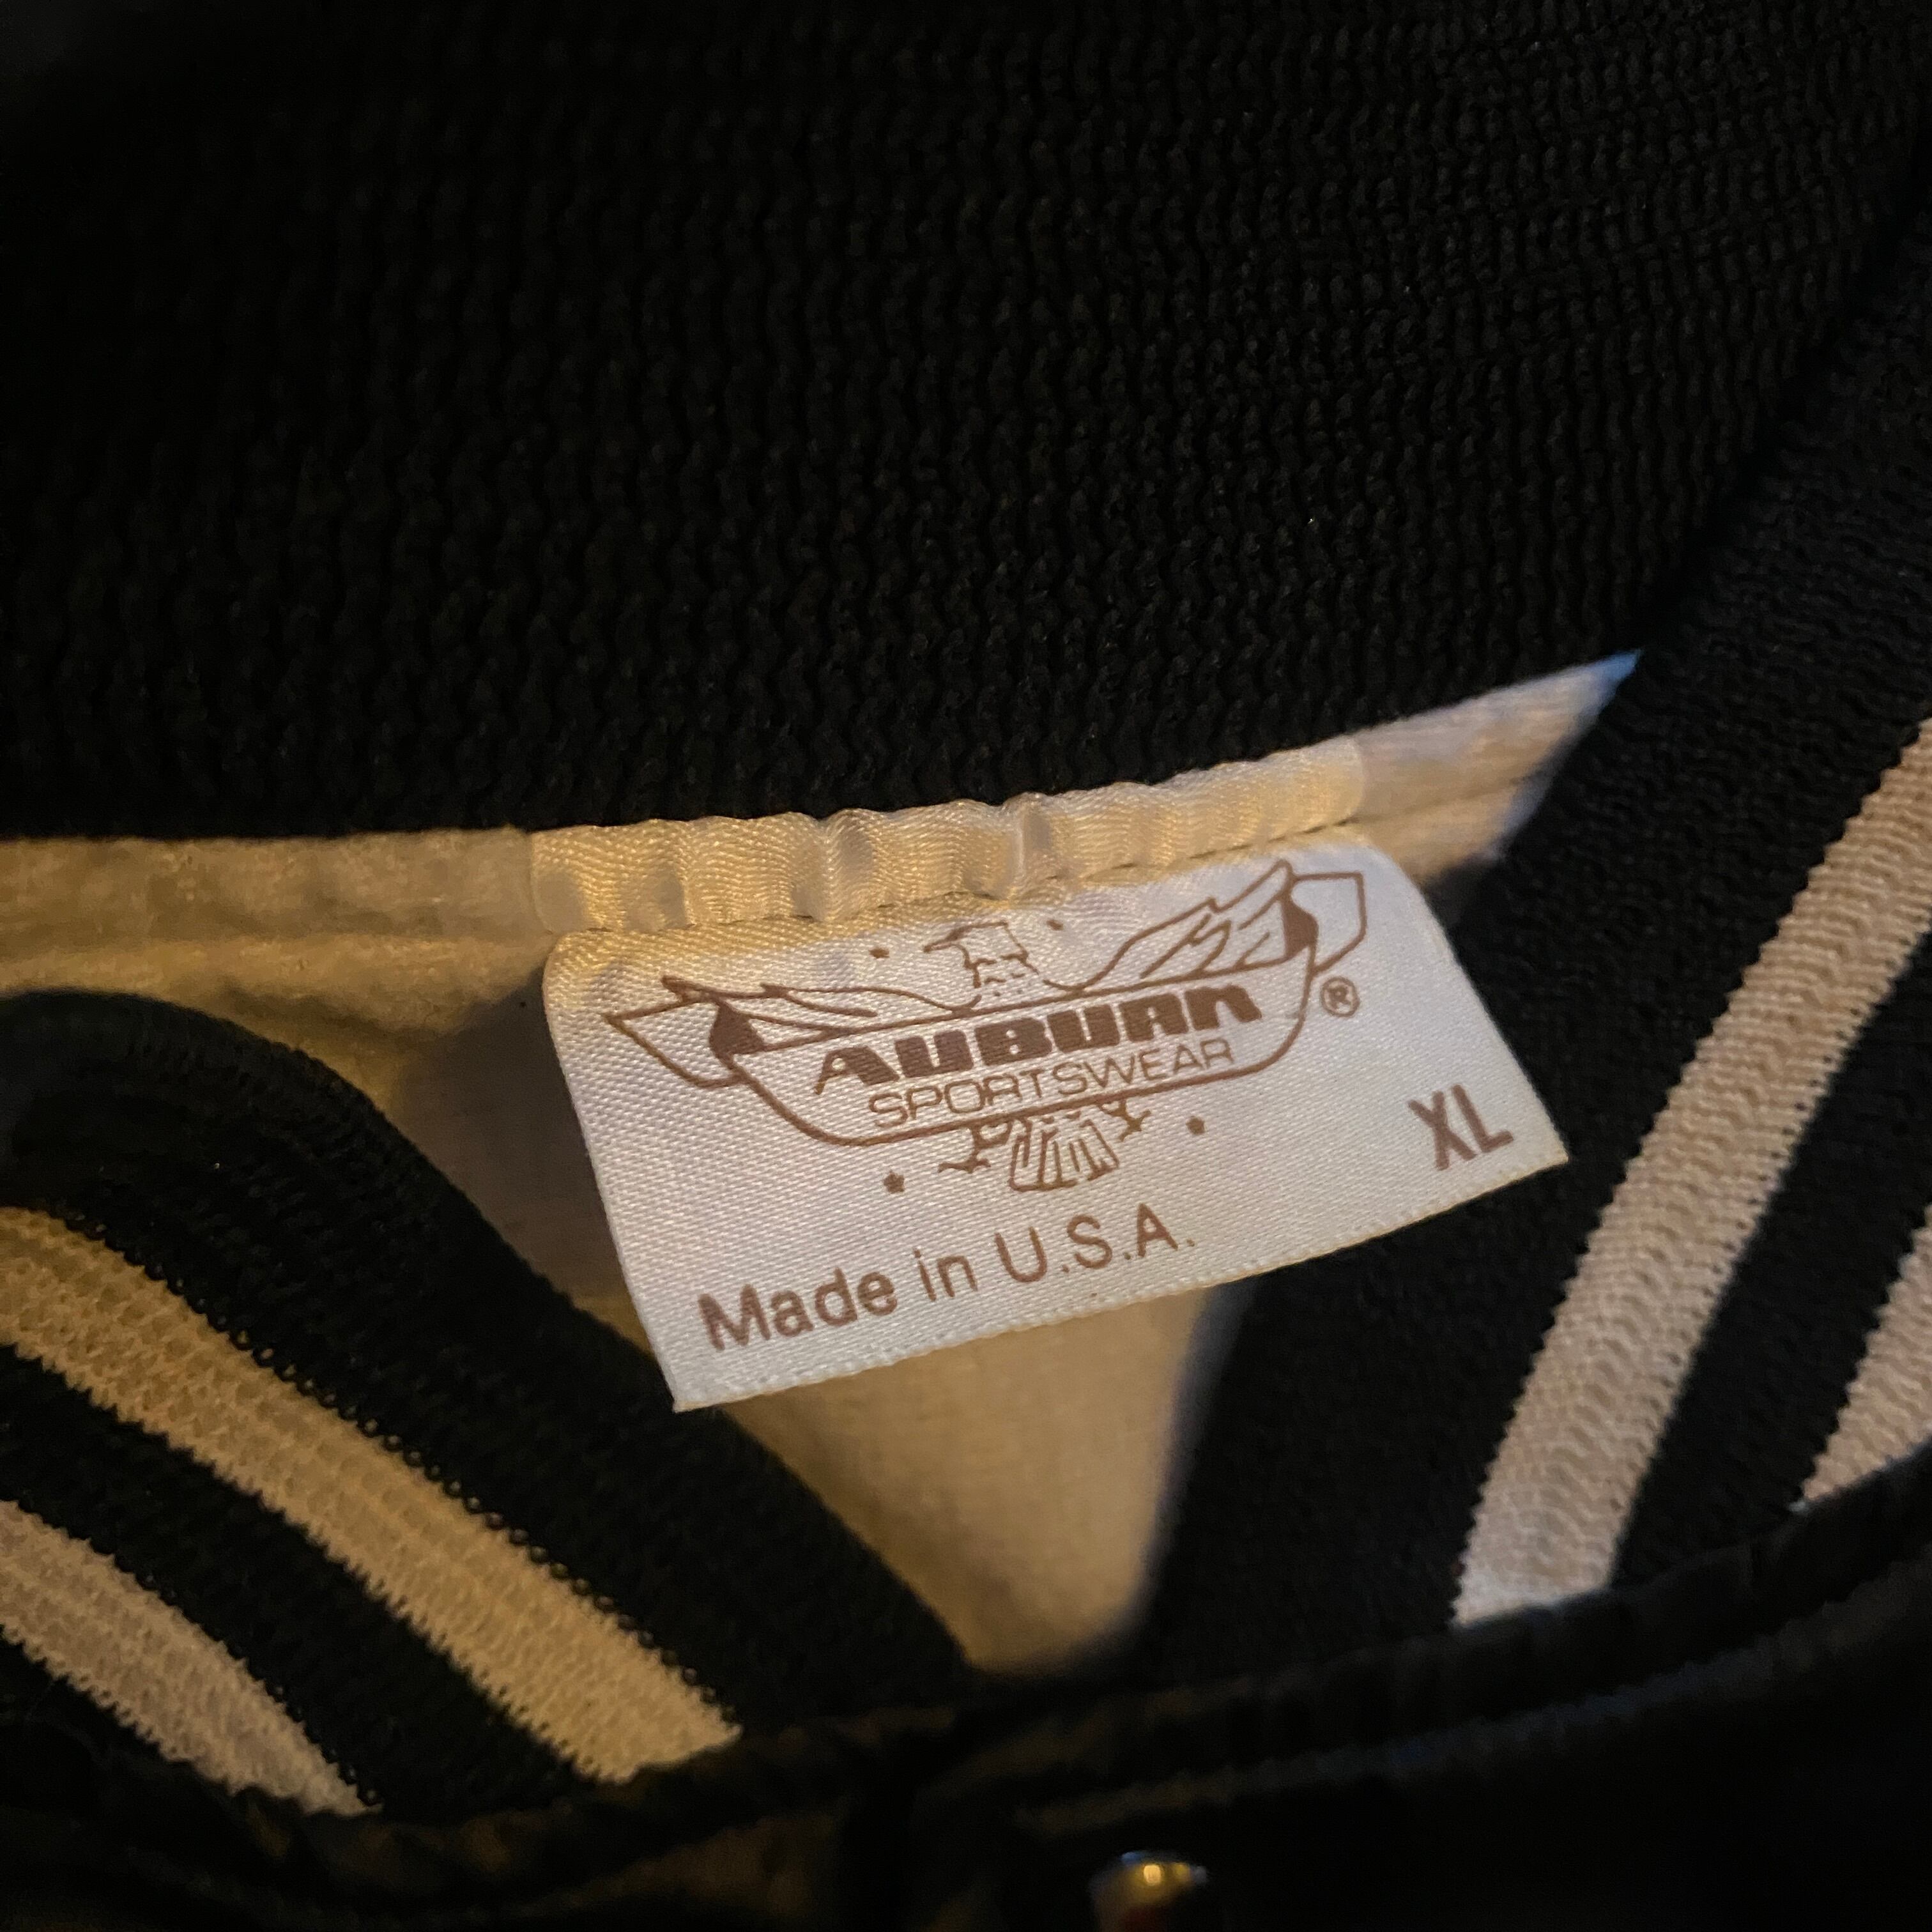 AUBURN
SPORTSWEAR
®
XL
Made in U.S.A.